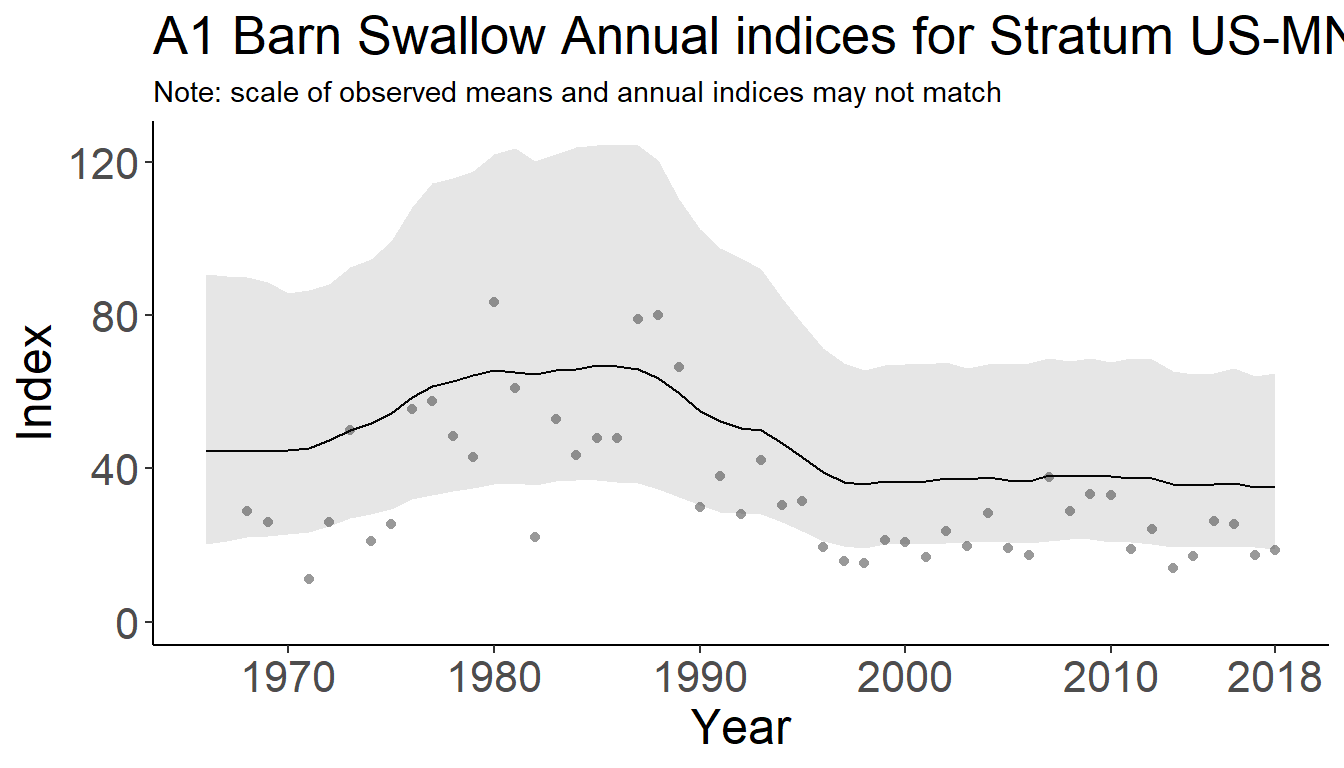 A1 Barn Swallow Annual indices for Stratum US-MN
Note: scale of observed means and annual indices may not match
Index
120
80
40
0
1970 1980 1990 2000 2010 2018
Year